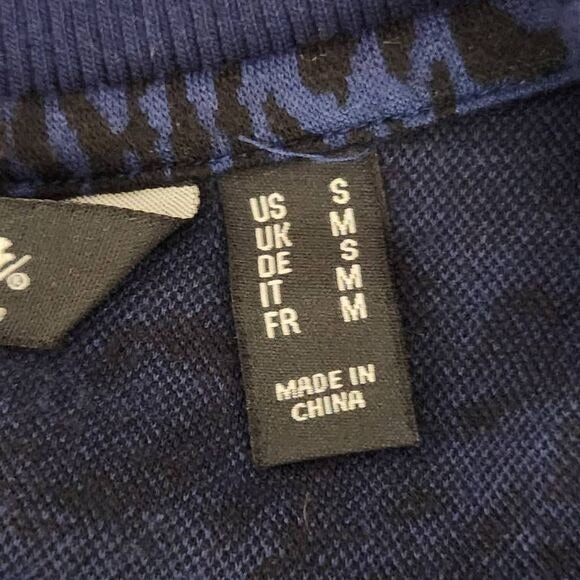 US S
UK M
DE S
IT M
FR M
MADE IN
CHINA